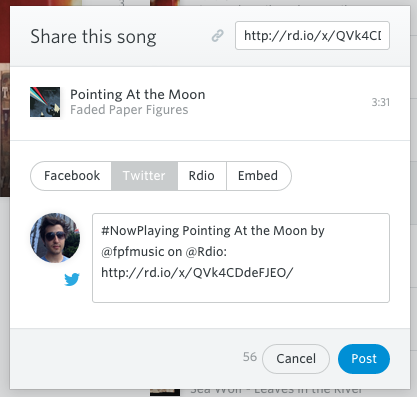 Share this song
http://rd.io/x/QVk4CD
Pointing At the Moon
Faded Paper Figures
3:31
Facebook
Twitter
Rdio
Embed
#NowPlaying Pointing At the Moon by
@fpfmusic on @Rdio:
http://rd.io/x/QVk4CDdeFJEO/
56
Cancel
Post
Sea Wolf - Leaves in the River